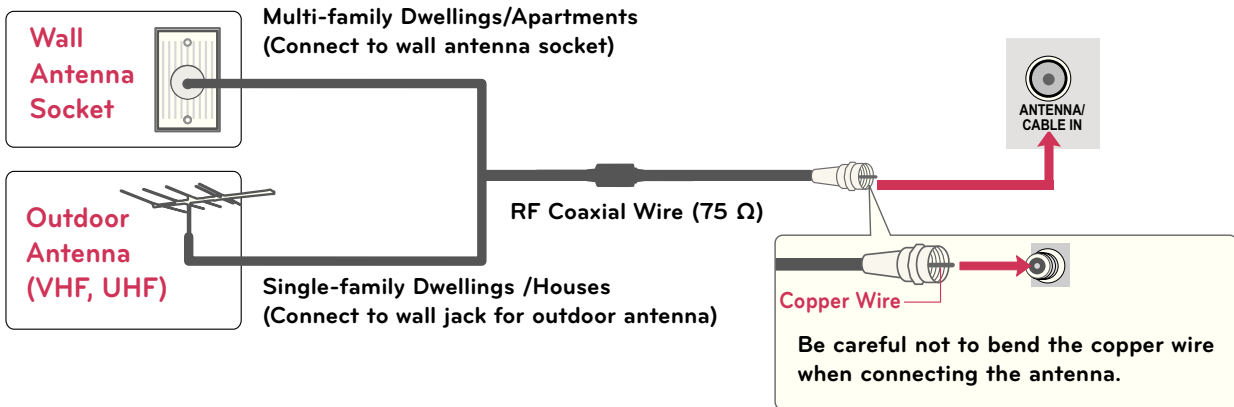 Wall
Antenna
Socket
Multi-family Dwellings/Apartments
(Connect to wall antenna socket)
ANTENNA/
CABLE IN
Outdoor
Antenna
(VHF, UHF)
RF Coaxial Wire (75 Ω)
Single-family Dwellings /Houses
(Connect to wall jack for outdoor antenna)
Copper Wire
Be careful not to bend the copper wire
when connecting the antenna.